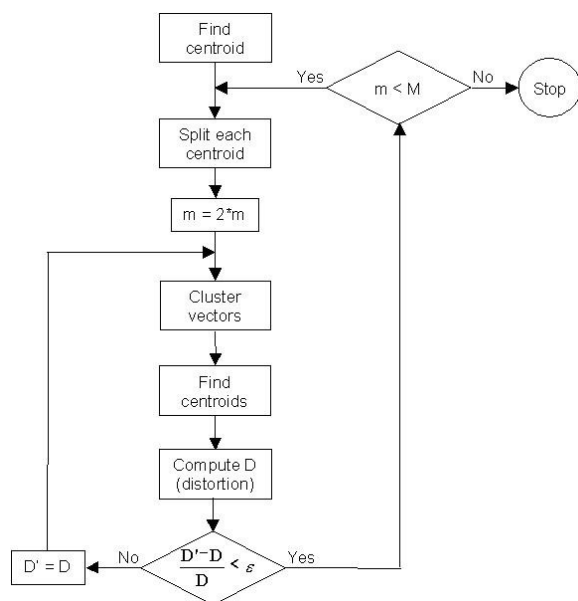 Find
centroid
Yes
m < M
No
Stop
Split each
centroid
m = 2*m
Cluster
vectors
Find
centroids
Compute D
(distortion)
D' = D
No
D'-D
D
< ε
Yes